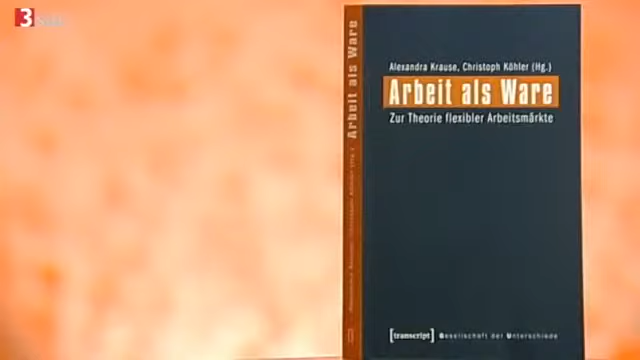 3sat
Arbeit als Ware
Alexandra Krause, Christoph Köhler (Hg.)
Arbeit als Ware
Zur Theorie flexibler Arbeitsmärkte
[transcript] Gesellschaft der Unterschiede